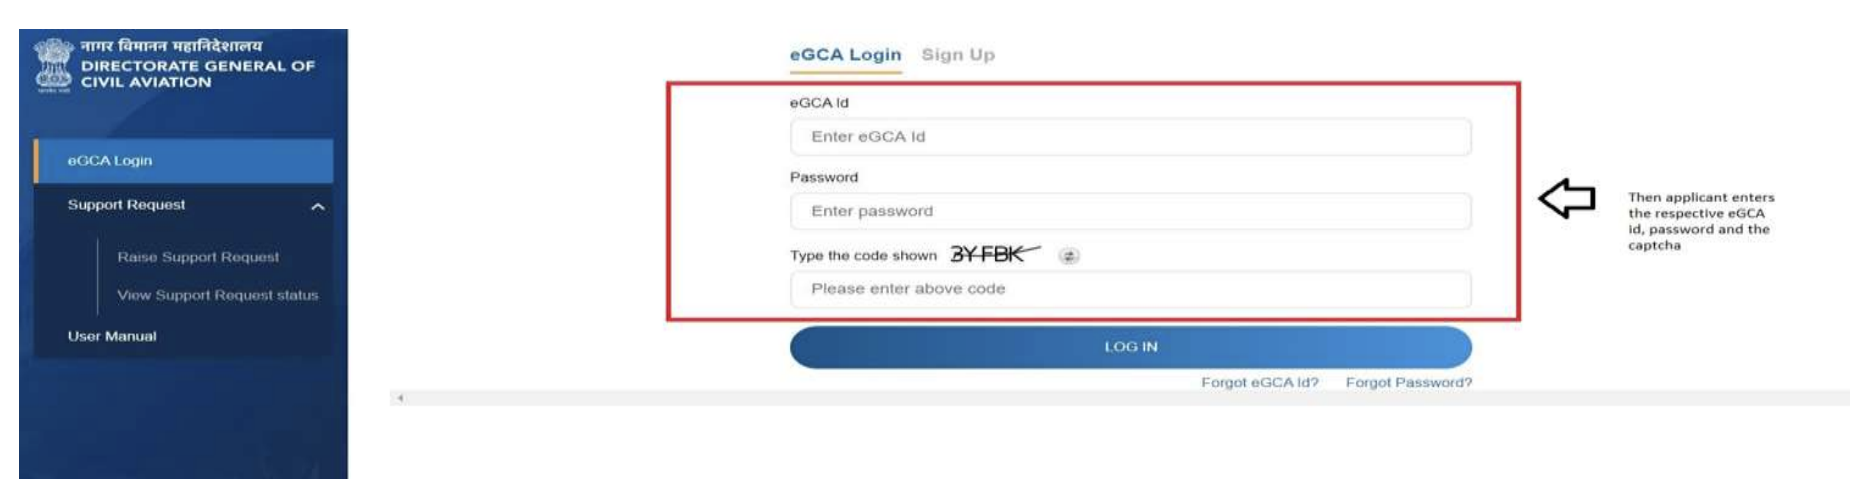 नागर विमानन महानिदेशालय
DIRECTORATE GENERAL OF
CIVIL AVIATION
eGCA Login
Support Request
Raise Support Request
View Support Request status
User Manual
eGCA Login Sign Up
eGCA Id
Enter eGCA Id
Password
Enter password
Type the code shown 3YFBK
Please enter above code
LOG IN
Forgot eGCA Id? Forgot Password?
Then applicant enters
the respective eGCA
id, password and the
captcha